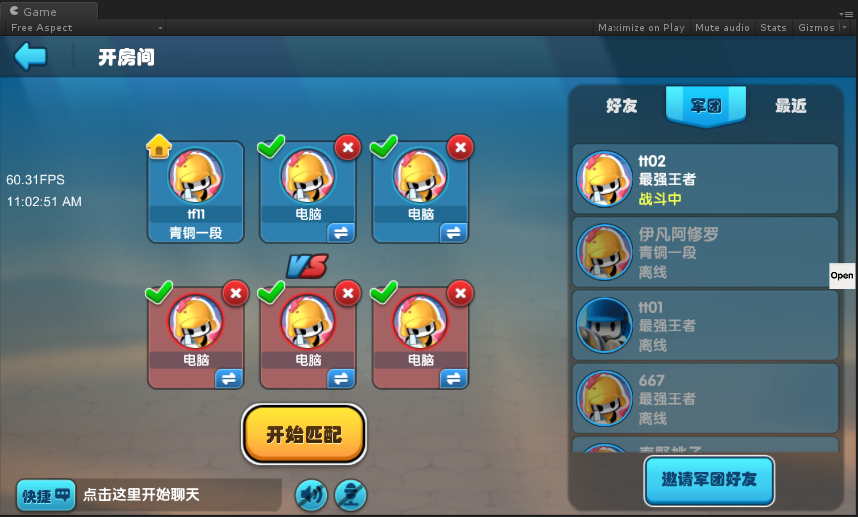 Game
Free Aspect
Maximize on Play
Mute audio
Stats
Gizmos
开房间
好友
军团
最近
60.31FPS
11:02:51 AM
tf11
青铜一段
电脑
电脑
VS
电脑
电脑
电脑
开始匹配
tt02
最强王者
战斗中
伊凡阿修罗
青铜一段
离线
tt01
最强王者
离线
667
最强王者
离线
Open
邀请军团好友
快捷
点击这里开始聊天